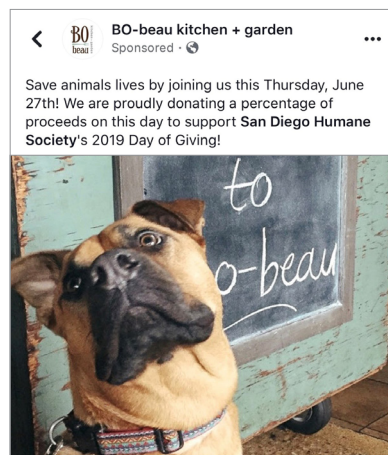 BO
beau
BO-beau kitchen + garden
Sponsored ·
Save animals lives by joining us this Thursday, June
27th! We are proudly donating a percentage of
proceeds on this day to support San Diego Humane
Society's 2019 Day of Giving!
to
o-beau